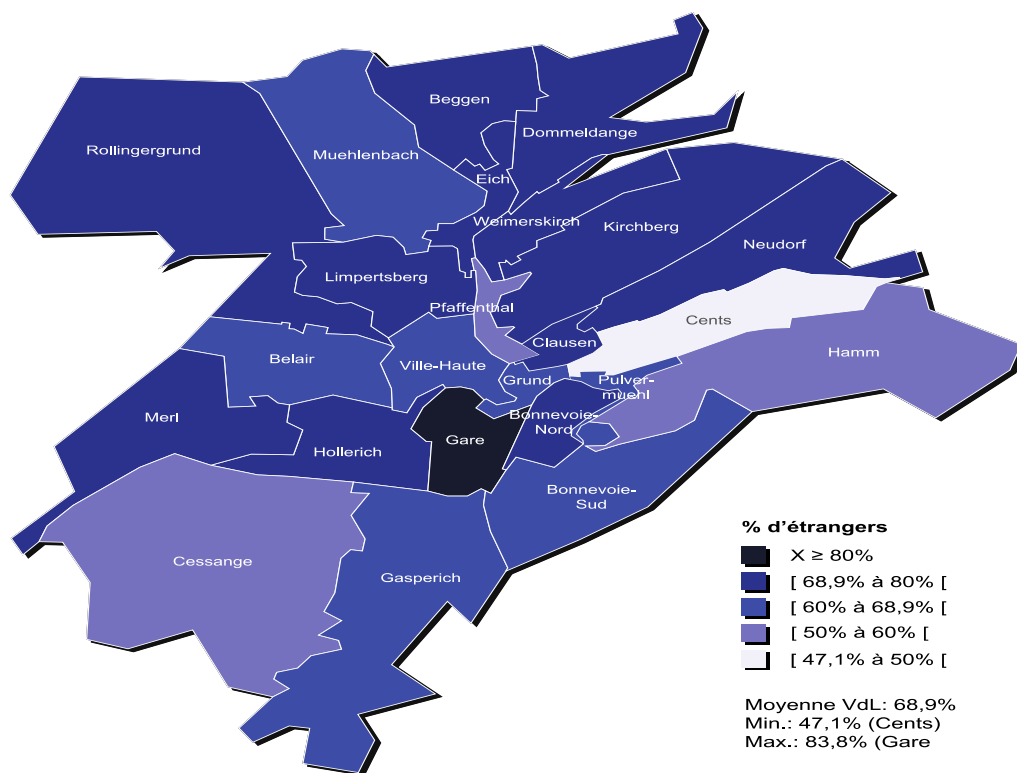 Beggen
Dommeldange
Rollingergrund
Muehlenbach
Eich
Weimerskirch
Kirchberg
Neudorf
Limpertsberg
Pfaffenthal
Cents
Clausen
Hamm
Belair
Ville-Haute
Grund
Pulver-
muehl
Merl
Bonnevoie-
Nord
Gare
Hollerich
Bonnevoie-
Sud
Cessange
Gasperich
% d'étrangers
X ≥ 80%
[ 68,9% à 80% [
[ 60% à 68,9% [
[ 50% à 60% [
[ 47,1% à 50% [
Moyenne VdL: 68,9%
Min.: 47,1% (Cents)
Max.: 83,8% (Gare